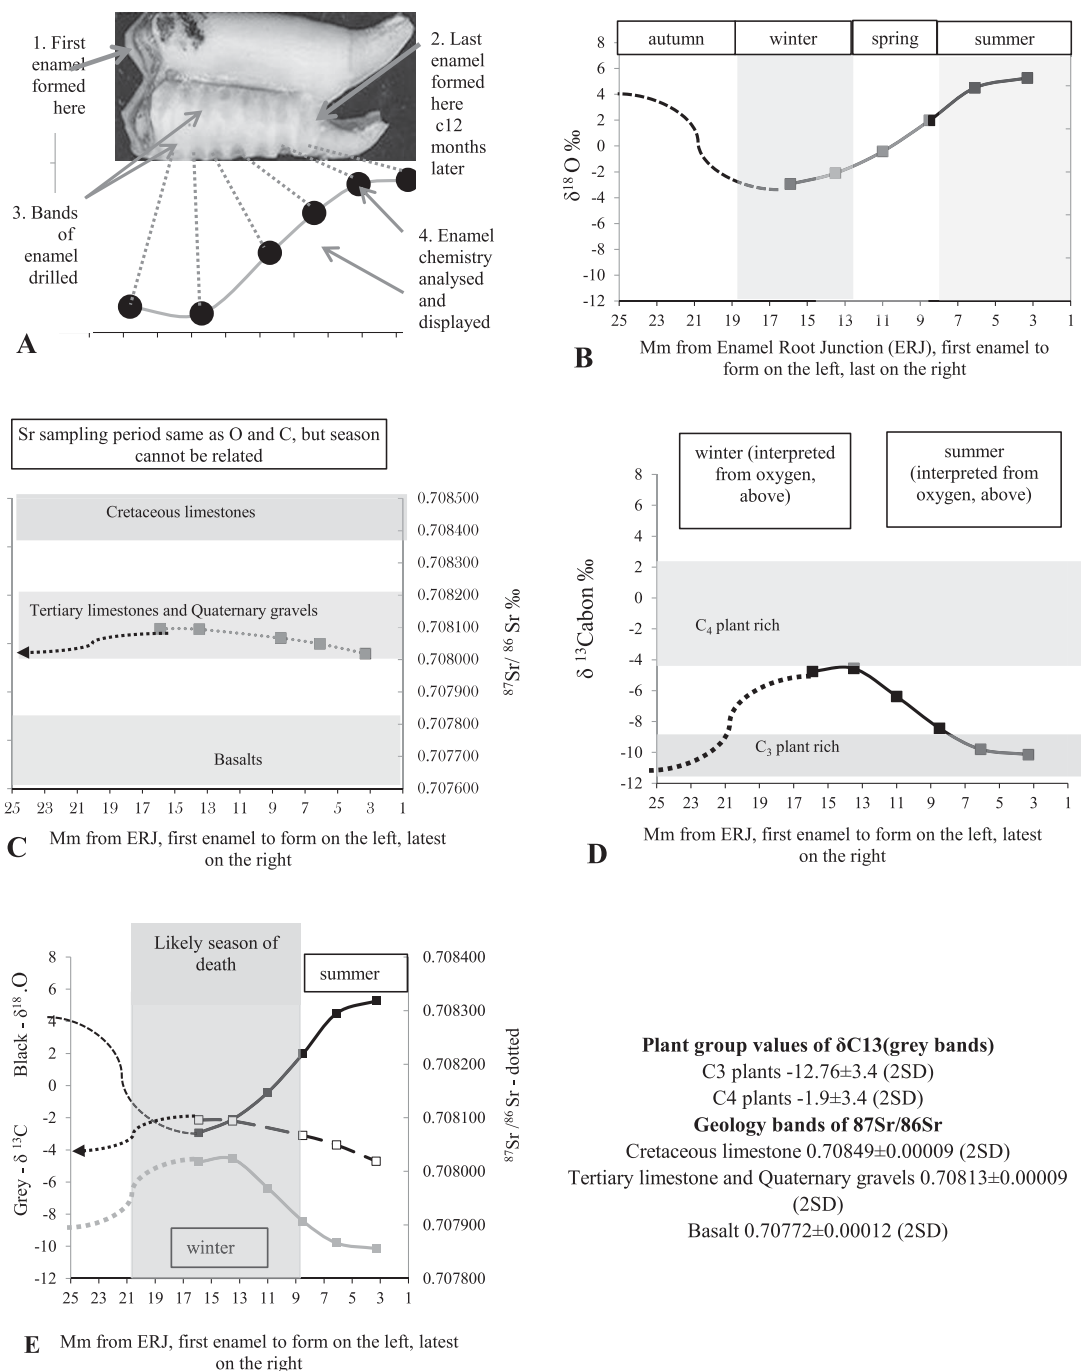 1. First
enamel
formed
here
2. Last
enamel
formed
here
c12
months
later
3. Bands
of
enamel
drilled
4. Enamel
chemistry
analysed
and
displayed
A
autumn
winter
spring
summer
8
6
4
2
0
-2
-4
-6
-8
-10
-12
δ¹⁸O ‰
25 23 21 19 17 15 13 11 9 7 5 3 1
Mm from Enamel Root Junction (ERJ), first enamel to
form on the left, last on the right
B
Sr sampling period same as O and C, but season
cannot be related
Cretaceous limestones
Tertiary limestones and Quaternary gravels
Basalts
0.708500
0.708400
0.708300
0.708200
0.708100
0.708000
0.707900
0.707800
0.707700
0.707600
⁸⁷Sr/ ⁸⁶ Sr ‰
25 23 21 19 17 15 13 11 9 7 5 3 1
Mm from ERJ, first enamel to form on the left, latest
on the right
C
winter (interpreted
from oxygen,
above)
summer
(interpreted from
oxygen, above)
8
6
4
2
0
-2
-4
-6
-8
-10
-12
δ ¹³Cabon ‰
C₄ plant rich
C₃ plant rich
25 23 21 19 17 15 13 11 9 7 5 3 1
Mm from ERJ, first enamel to form on the left, latest
on the right
D
Likely season of
death
summer
winter
8
6
4
2
0
-2
-4
-6
-8
-10
-12
Black - δ¹⁸.O
Grey - δ ¹³C
0.708400
0.708300
0.708200
0.708100
0.708000
0.707900
0.707800
⁸⁷Sr/⁸⁶ Sr - dotted
25 23 21 19 17 15 13 11 9 7 5 3 1
E Mm from ERJ, first enamel to form on the left, latest
on the right
Plant group values of δC13(grey bands)
C3 plants -12.76±3.4 (2SD)
C4 plants -1.9±3.4 (2SD)
Geology bands of 87Sr/86Sr
Cretaceous limestone 0.70849±0.00009 (2SD)
Tertiary limestone and Quaternary gravels 0.70813±0.00009
(2SD)
Basalt 0.70772±0.00012 (2SD)